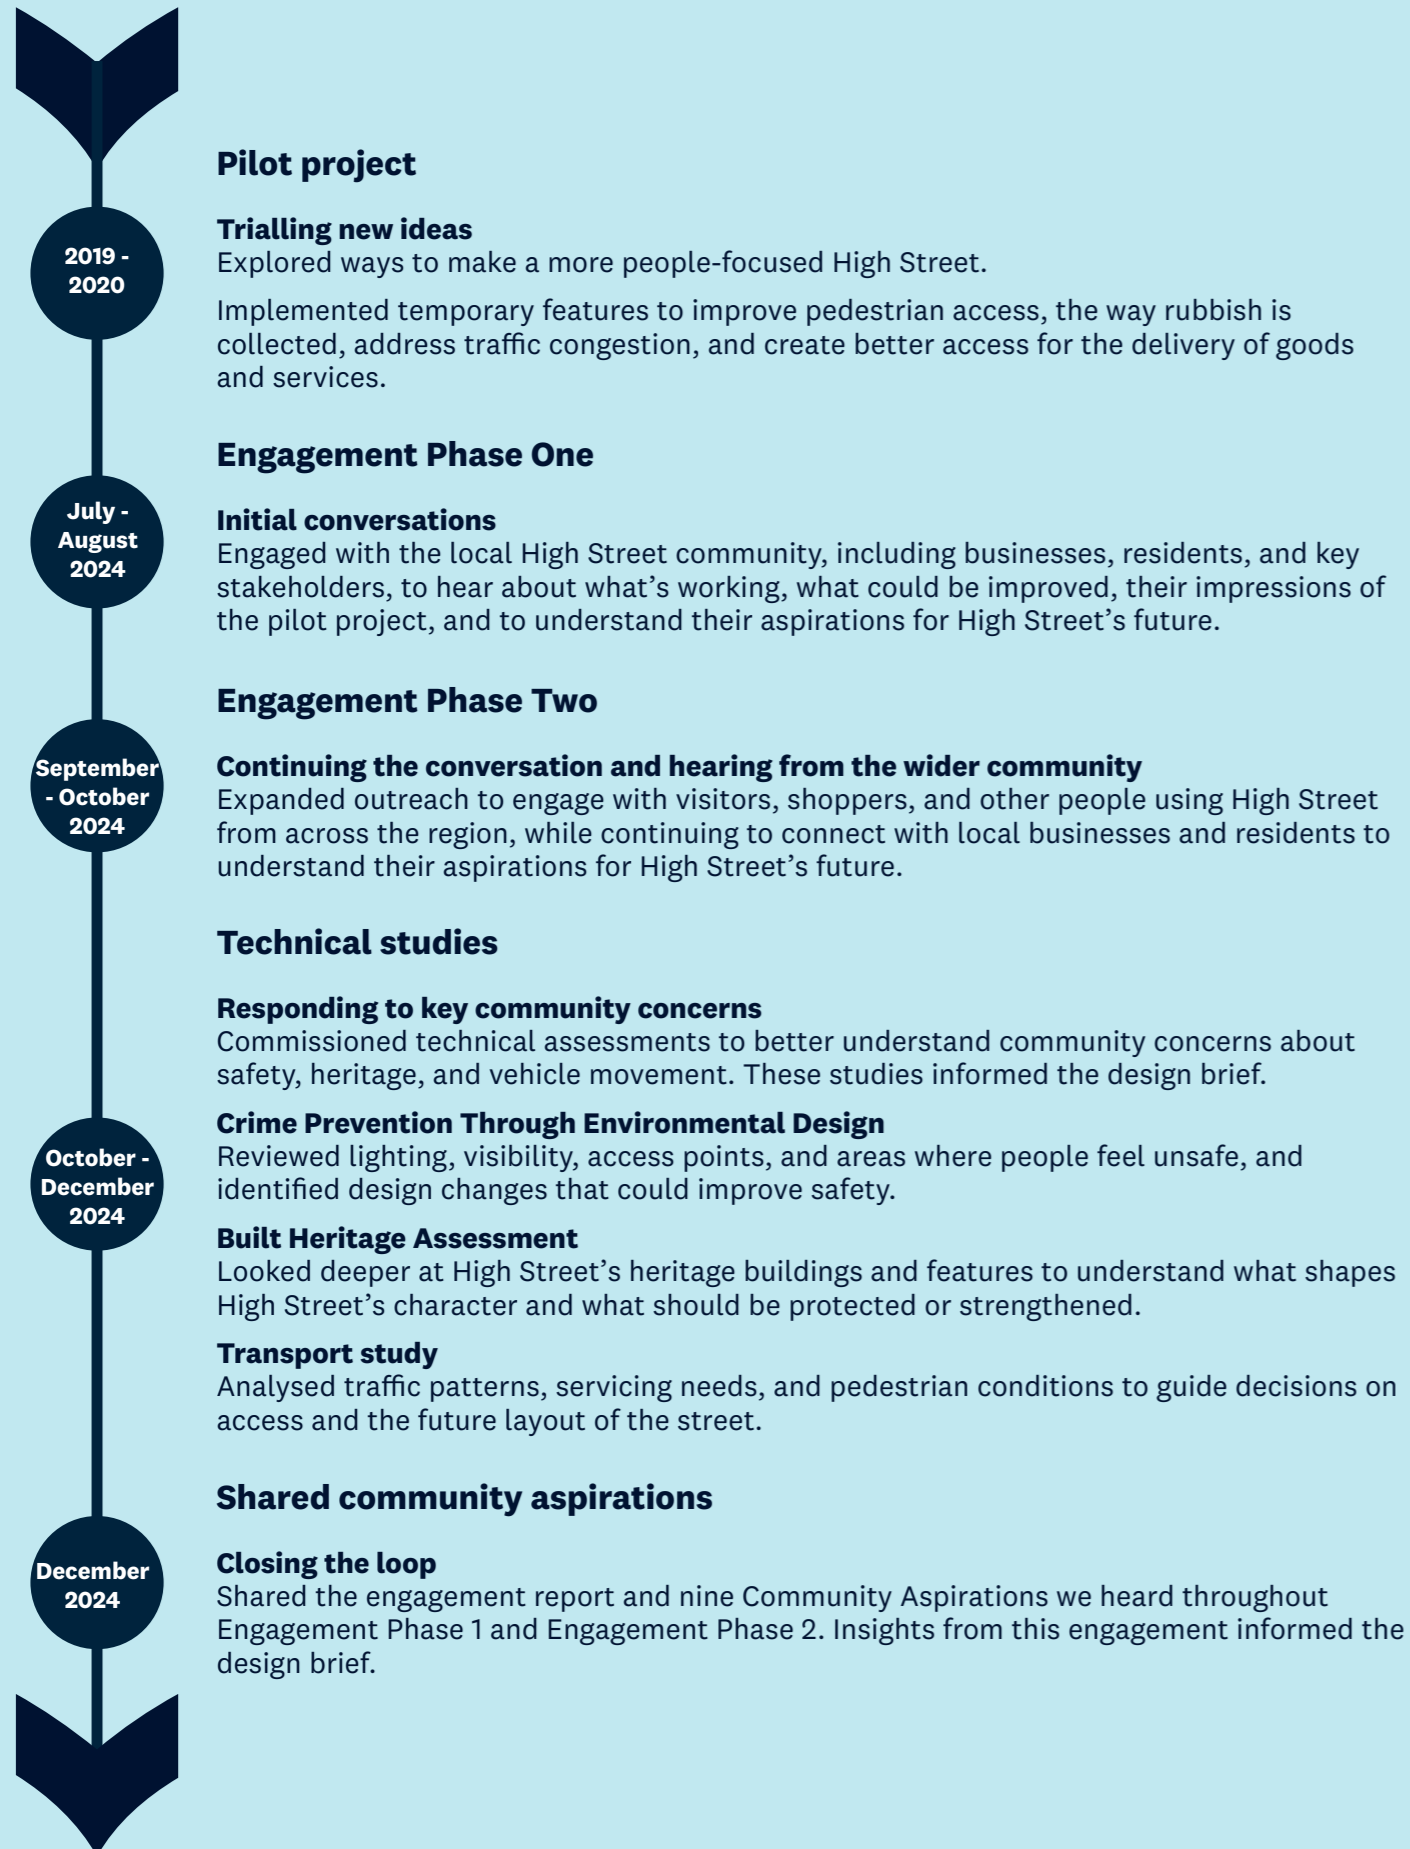 Pilot project
2019 -
2020
Trialling new ideas
Explored ways to make a more people-focused High Street.
Implemented temporary features to improve pedestrian access, the way rubbish is
collected, address traffic congestion, and create better access for the delivery of goods
and services.
Engagement Phase One
July -
August
2024
Initial conversations
Engaged with the local High Street community, including businesses, residents, and key
stakeholders, to hear about what’s working, what could be improved, their impressions of
the pilot project, and to understand their aspirations for High Street’s future.
Engagement Phase Two
September
- October
2024
Continuing the conversation and hearing from the wider community
Expanded outreach to engage with visitors, shoppers, and other people using High Street
from across the region, while continuing to connect with local businesses and residents to
understand their aspirations for High Street’s future.
Technical studies
October -
December
2024
Responding to key community concerns
Commissioned technical assessments to better understand community concerns about
safety, heritage, and vehicle movement. These studies informed the design brief.
Crime Prevention Through Environmental Design
Reviewed lighting, visibility, access points, and areas where people feel unsafe, and
identified design changes that could improve safety.
Built Heritage Assessment
Looked deeper at High Street’s heritage buildings and features to understand what shapes
High Street’s character and what should be protected or strengthened.
Transport study
Analysed traffic patterns, servicing needs, and pedestrian conditions to guide decisions on
access and the future layout of the street.
Shared community aspirations
December
2024
Closing the loop
Shared the engagement report and nine Community Aspirations we heard throughout
Engagement Phase 1 and Engagement Phase 2. Insights from this engagement informed the
design brief.